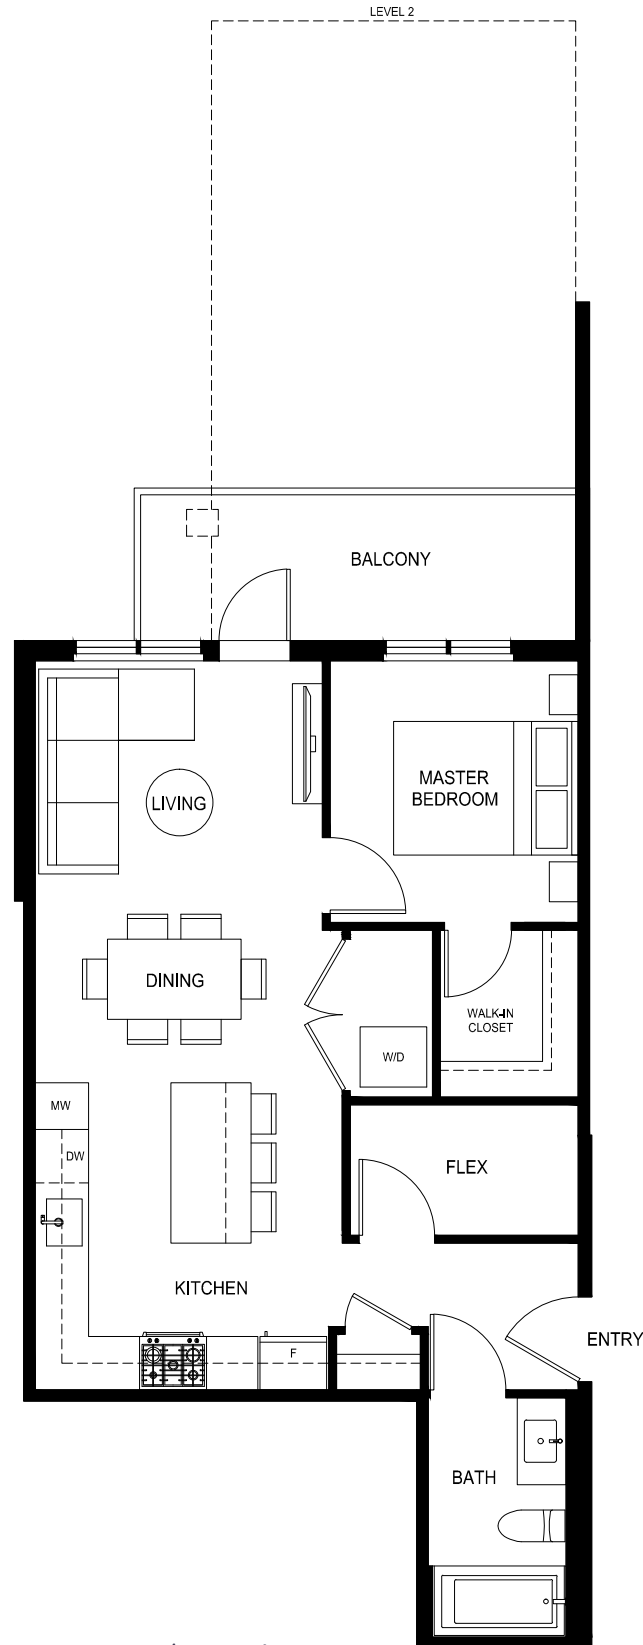 LEVEL 2
BALCONY
MASTER
BEDROOM
LIVING
DINING
WALK-IN
CLOSET
W/D
MW
DW
FLEX
KITCHEN
ENTRY
F
BATH